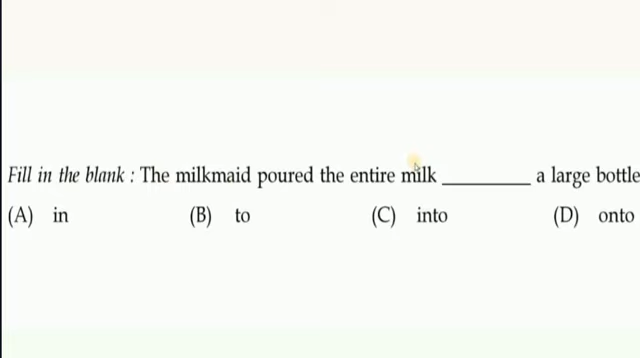 Fill in the blank : The milkmaid poured the entire milk ________ a large bottle
(A) in (B) to (C) into (D) onto